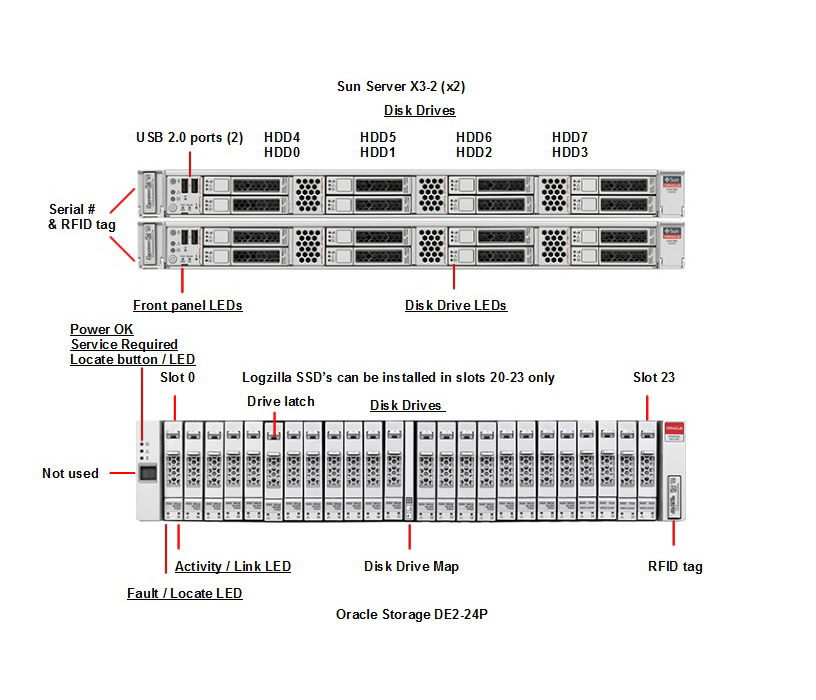 Sun Server X3-2 (x2)
Disk Drives
USB 2.0 ports (2) HDD4 HDD5 HDD6 HDD7
HDD0 HDD1 HDD2 HDD3
Serial #
& RFID tag
Sun
Sun
Front panel LEDs Disk Drive LEDs
Power OK
Service Required
Locate button / LED
Slot 0 Logzilla SSD's can be installed in slots 20-23 only Slot 23
Drive latch Disk Drives
ORACLE
Not used
Activity / Link LED Disk Drive Map RFID tag
Fault / Locate LED
Oracle Storage DE2-24P